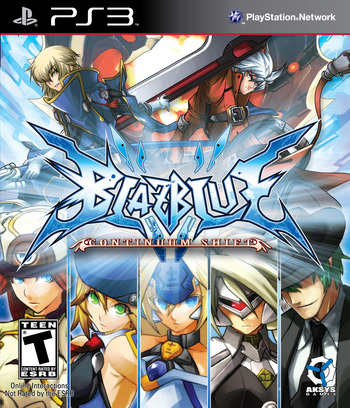 PS3
PlayStation®Network
BLAZBLUE
CONTINUUM SHIFT
TEEN
T
CONTENT RATED BY
ESRB
Online Interactions
Not Rated by the ESRB
AKSYS
GAMES